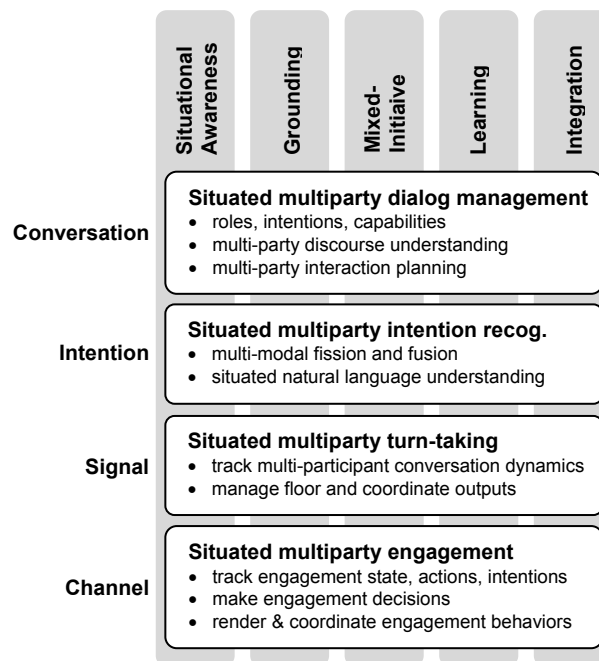 Situational
Awareness
Grounding
Mixed-
Initiaive
Learning
Integration
Conversation
Situated multiparty dialog management
• roles, intentions, capabilities
• multi-party discourse understanding
• multi-party interaction planning
Intention
Situated multiparty intention recog.
• multi-modal fission and fusion
• situated natural language understanding
Signal
Situated multiparty turn-taking
• track multi-participant conversation dynamics
• manage floor and coordinate outputs
Channel
Situated multiparty engagement
• track engagement state, actions, intentions
• make engagement decisions
• render & coordinate engagement behaviors